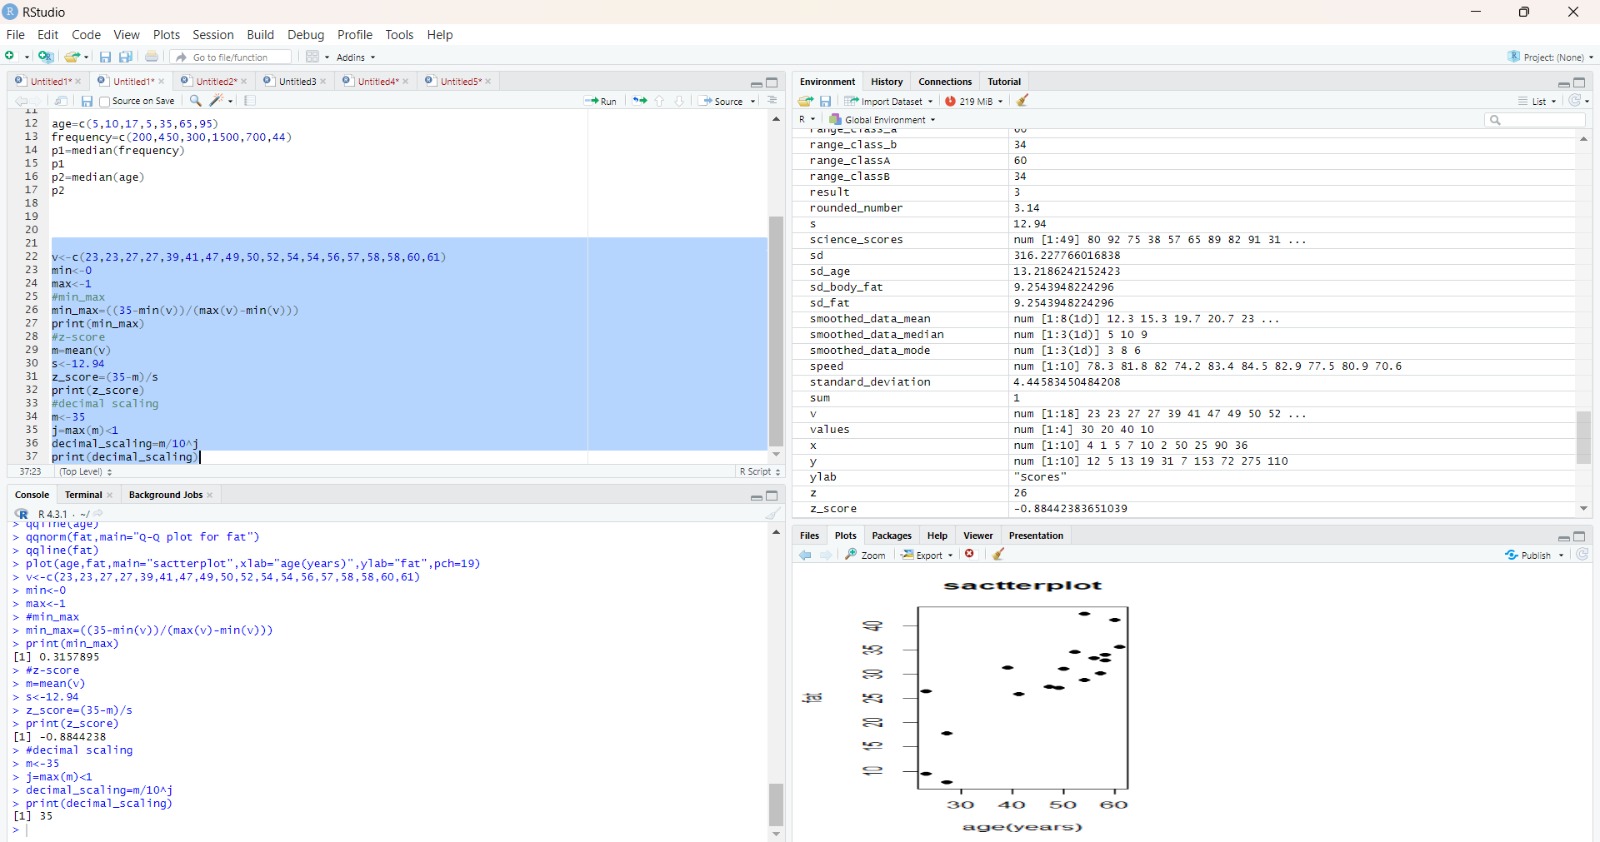 RStudio
File Edit Code View Plots Session Build Debug Profile Tools Help
Go to file/function Addins Project: (None)
Untitled1* Untitled1* Untitled2* Untitled3 Untitled4* Untitled5*
Source on Save Run Source
11
12 age=c(5,10,17,5,35,65,95)
13 frequency=c(200,450,300,1500,700,44)
14 p1=median(frequency)
15 p1
16 p2=median(age)
17 p2
18
19
20
21
22 v<-c(23,23,27,27,39,41,47,49,50,52,54,54,56,57,58,58,60,61)
23 min<-0
24 max<-1
25 #min_max
26 min_max=((35-min(v))/(max(v)-min(v)))
27 print(min_max)
28 #z-score
29 m=mean(v)
30 s<-12.94
31 z_score=(35-m)/s
32 print(z_score)
33 #decimal scaling
34 m<-35
35 j=max(m)<1
36 decimal_scaling=m/10^j
37 print(decimal_scaling)
37:23 (Top Level) R Script
Console Terminal Background Jobs
R 4.3.1 · ~/
> qqline(age)
> qqnorm(fat,main="Q-Q plot for fat")
> qqline(fat)
> plot(age,fat,main="sactterplot",xlab="age(years)",ylab="fat",pch=19)
> v<-c(23,23,27,27,39,41,47,49,50,52,54,54,56,57,58,58,60,61)
> min<-0
> max<-1
> #min_max
> min_max=((35-min(v))/(max(v)-min(v)))
> print(min_max)
[1] 0.3157895
> #z-score
> m=mean(v)
> s<-12.94
> z_score=(35-m)/s
> print(z_score)
[1] -0.8844238
> #decimal scaling
> m<-35
> j=max(m)<1
> decimal_scaling=m/10^j
> print(decimal_scaling)
[1] 35
>
Environment History Connections Tutorial
Import Dataset 219 MiB List
R Global Environment
range_class_a 60
range_class_b 34
range_classA 60
range_classB 34
result 3
rounded_number 3.14
s 12.94
science_scores num [1:49] 80 92 75 38 57 65 89 82 91 31 ...
sd 316.227766016838
sd_age 13.2186242152423
sd_body_fat 9.2543948224296
sd_fat 9.2543948224296
smoothed_data_mean num [1:8(1d)] 12.3 15.3 19.7 20.7 23 ...
smoothed_data_median num [1:3(1d)] 5 10 9
smoothed_data_mode num [1:3(1d)] 3 8 6
speed num [1:10] 78.3 81.8 82 74.2 83.4 84.5 82.9 77.5 80.9 70.6
standard_deviation 4.44583450484208
sum 1
v num [1:18] 23 23 27 27 39 41 47 49 50 52 ...
values num [1:4] 30 20 40 10
x num [1:10] 4 1 5 7 10 2 50 25 90 36
y num [1:10] 12 5 13 19 31 7 153 72 275 110
ylab "Scores"
z 26
z_score -0.88442383651039
Files Plots Packages Help Viewer Presentation
Zoom Export Publish
sactterplot
40
35
30
25
20
15
10
fat
30 40 50 60
age(years)